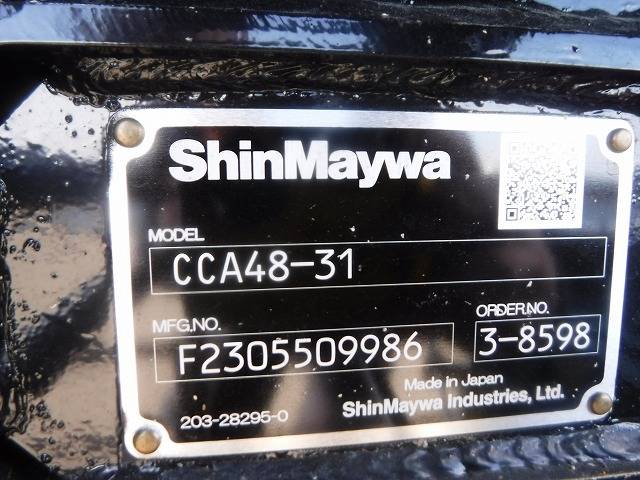 ShinMaywa
MODEL
CCA48-31
MFG.NO.
F2305509986
ORDER.NO.
3-8598
Made in Japan
203-28295-0
ShinMaywa Industries, Ltd.